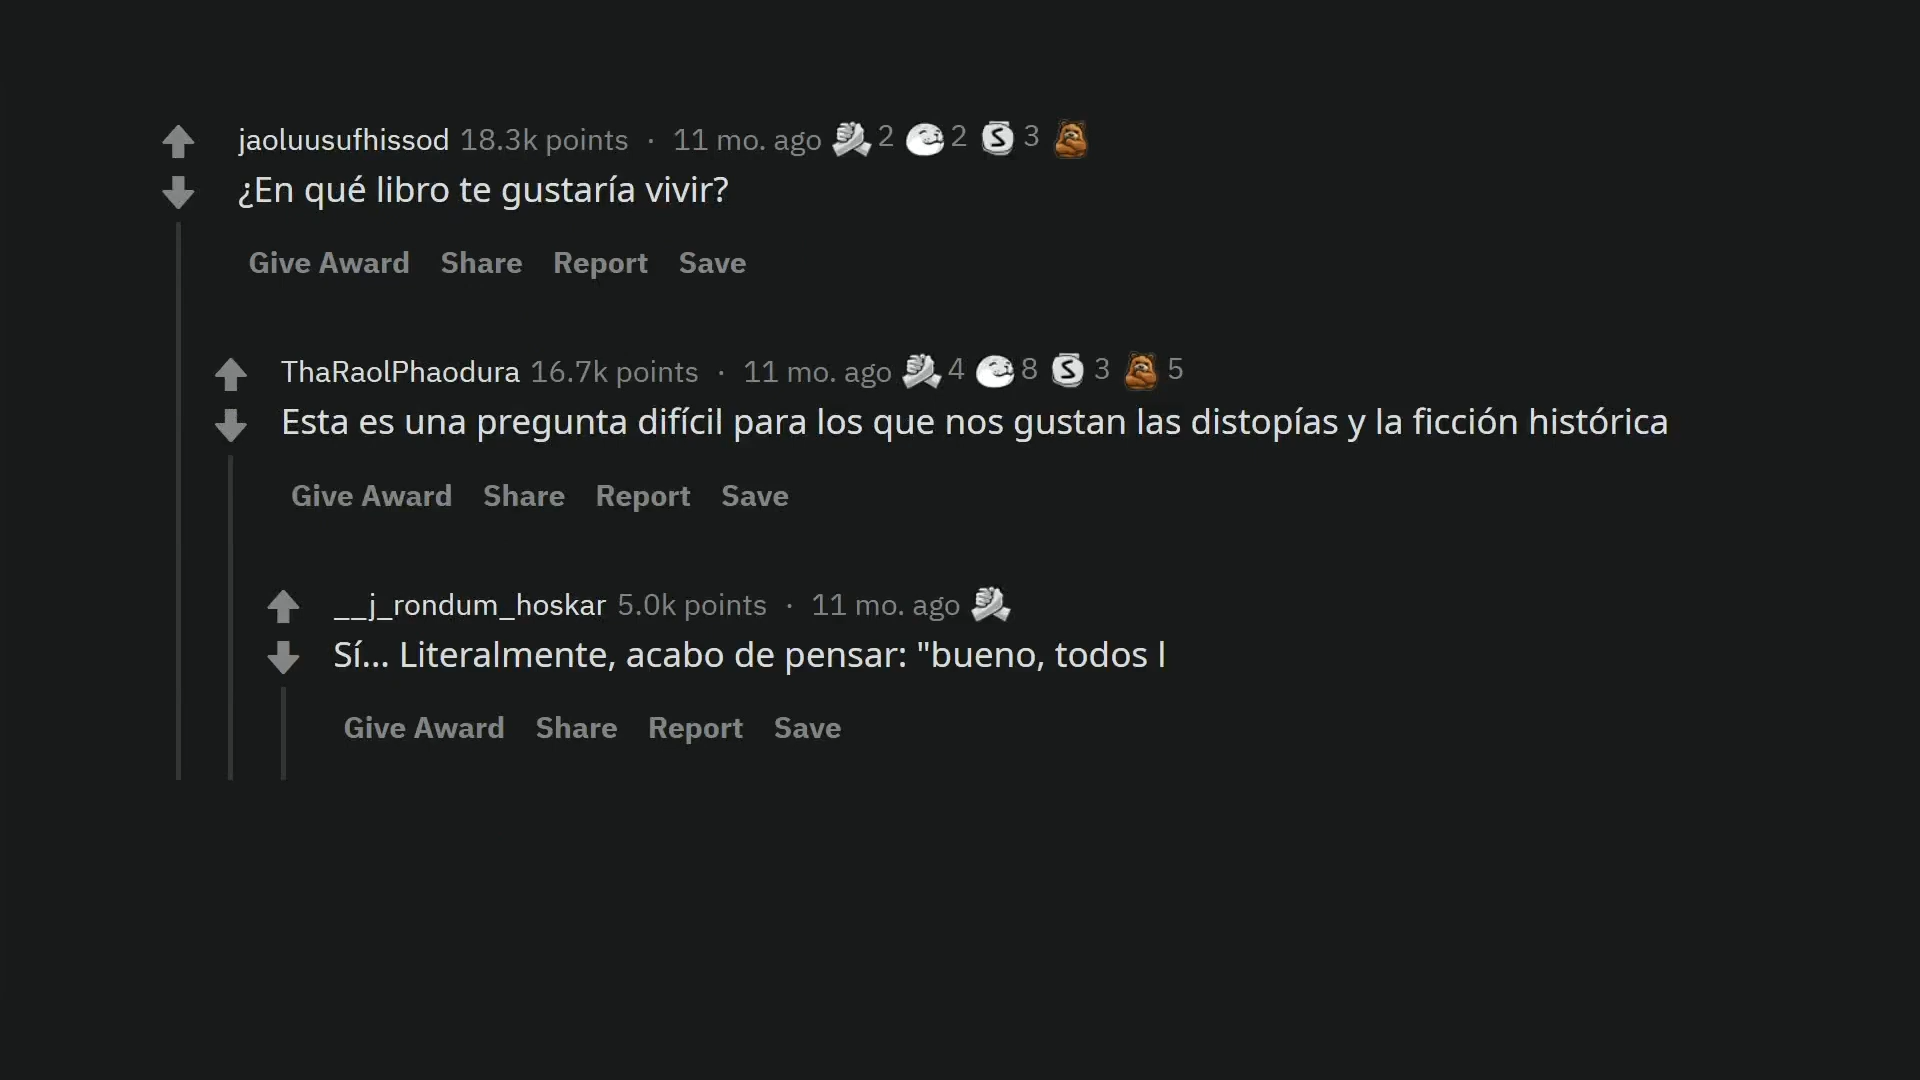 jaoluusufhissod 18.3k points · 11 mo. ago 2 2 3
¿En qué libro te gustaría vivir?
Give Award Share Report Save
ThaRaolPhaodura 16.7k points · 11 mo. ago 4 8 3 5
Esta es una pregunta difícil para los que nos gustan las distopías y la ficción histórica
Give Award Share Report Save
__j_rondum_hoskar 5.0k points · 11 mo. ago
Sí... Literalmente, acabo de pensar: "bueno, todos l
Give Award Share Report Save